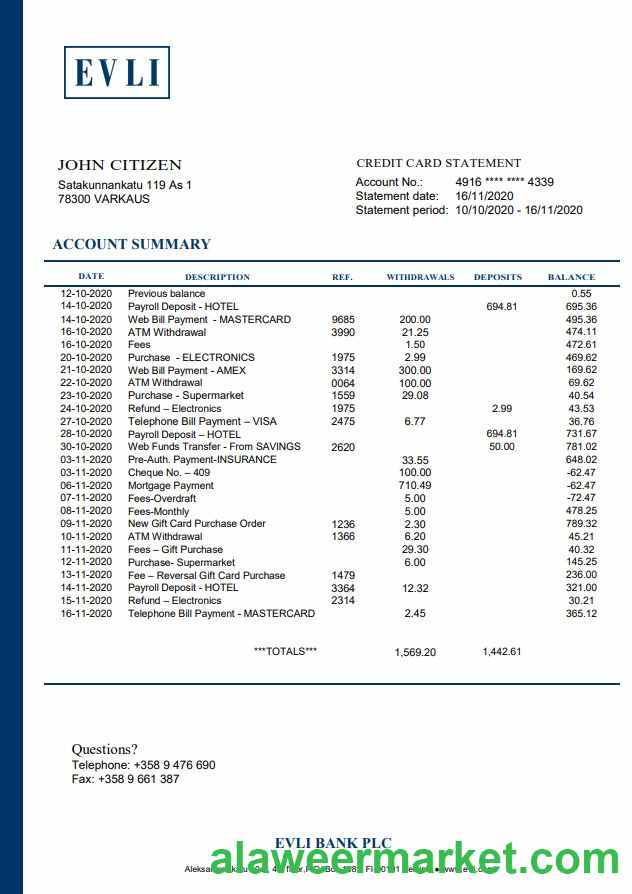 EVLI
JOHN CITIZEN
Satakunnankatu 119 As 1
78300 VARKAUS
CREDIT CARD STATEMENT
Account No.: 4916 **** **** 4339
Statement date: 16/11/2020
Statement period: 10/10/2020 - 16/11/2020
ACCOUNT SUMMARY
DATE DESCRIPTION REF. WITHDRAWALS DEPOSITS BALANCE
12-10-2020 Previous balance 0.55
14-10-2020 Payroll Deposit - HOTEL 694.81 695.36
14-10-2020 Web Bill Payment - MASTERCARD 9685 200.00 495.36
16-10-2020 ATM Withdrawal 3990 21.25 474.11
16-10-2020 Fees 1.50 472.61
20-10-2020 Purchase - ELECTRONICS 1975 2.99 469.62
21-10-2020 Web Bill Payment - AMEX 3314 300.00 169.62
22-10-2020 ATM Withdrawal 0064 100.00 69.62
23-10-2020 Purchase - Supermarket 1559 29.08 40.54
24-10-2020 Refund – Electronics 1975 2.99 43.53
27-10-2020 Telephone Bill Payment – VISA 2475 6.77 36.76
28-10-2020 Payroll Deposit – HOTEL 694.81 731.67
30-10-2020 Web Funds Transfer - From SAVINGS 2620 50.00 781.02
03-11-2020 Pre-Auth. Payment-INSURANCE 33.55 648.02
03-11-2020 Cheque No. – 409 100.00 -62.47
06-11-2020 Mortgage Payment 710.49 -62.47
07-11-2020 Fees-Overdraft 5.00 -72.47
08-11-2020 Fees-Monthly 5.00 478.25
09-11-2020 New Gift Card Purchase Order 1236 2.30 789.32
10-11-2020 ATM Withdrawal 1366 6.20 45.21
11-11-2020 Fees – Gift Purchase 29.30 40.32
12-11-2020 Purchase- Supermarket 6.00 145.25
13-11-2020 Fee – Reversal Gift Card Purchase 1479 236.00
14-11-2020 Payroll Deposit - HOTEL 3364 12.32 321.00
15-11-2020 Refund – Electronics 2314 30.21
16-11-2020 Telephone Bill Payment - MASTERCARD 2.45 365.12
***TOTALS*** 1,569.20 1,442.61
Questions?
Telephone: +358 9 476 690
Fax: +358 9 661 387
EVLI BANK PLC
alaweermarket.com